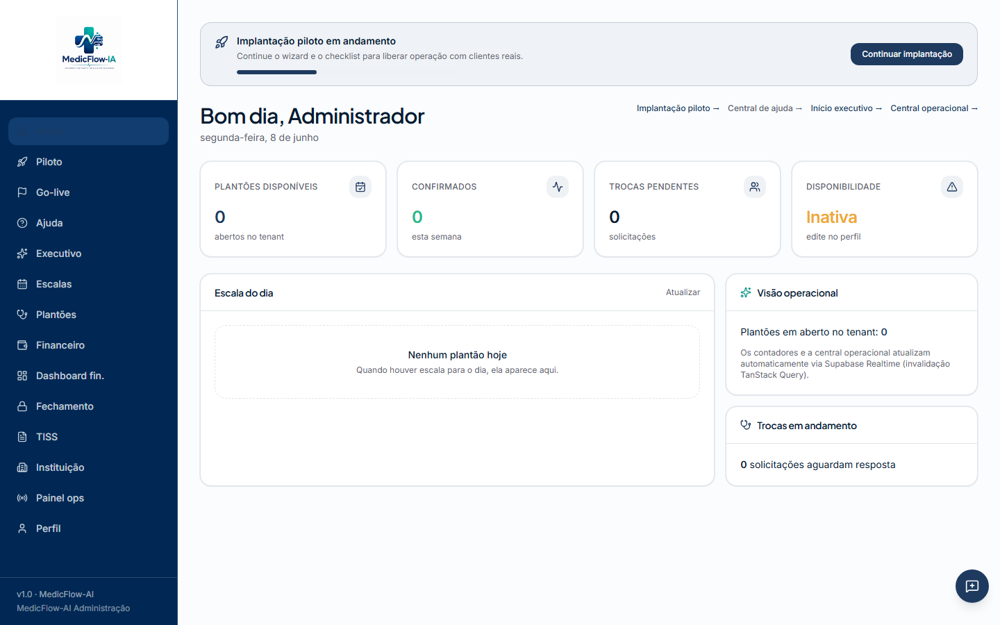 MedicFlow-IA
Piloto
Go-live
Ajuda
Executivo
Escalas
Plantões
Financeiro
Dashboard fin.
Fechamento
TISS
Instituição
Painel ops
Perfil
v1.0 · MedicFlow-AI
MedicFlow-AI Administração
Implantação piloto em andamento
Continue o wizard e o checklist para liberar operação com clientes reais.
Continuar implantação
Bom dia, Administrador
segunda-feira, 8 de junho
Implantação piloto → Central de ajuda → Início executivo → Central operacional →
PLANTÕES DISPONÍVEIS
0
abertos no tenant
CONFIRMADOS
0
esta semana
TROCAS PENDENTES
0
solicitações
DISPONIBILIDADE
Inativa
edite no perfil
Escala do dia
Atualizar
Nenhum plantão hoje
Quando houver escala para o dia, ela aparece aqui.
Visão operacional
Plantões em aberto no tenant: 0
Os contadores e a central operacional atualizam
automaticamente via Supabase Realtime (invalidação
TanStack Query).
Trocas em andamento
0 solicitações aguardam resposta